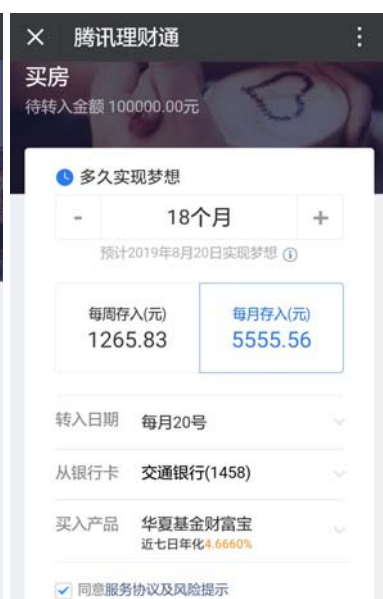 腾讯理财通
买房
待转入金额 100000.00元
多久实现梦想
- 18个月 +
预计2019年8月20日实现梦想
每周存入(元) 每月存入(元)
1265.83 5555.56
转入日期 每月20号
从银行卡 交通银行(1458)
买入产品 华夏基金财富宝
近七日年化4.6660%
同意服务协议及风险提示